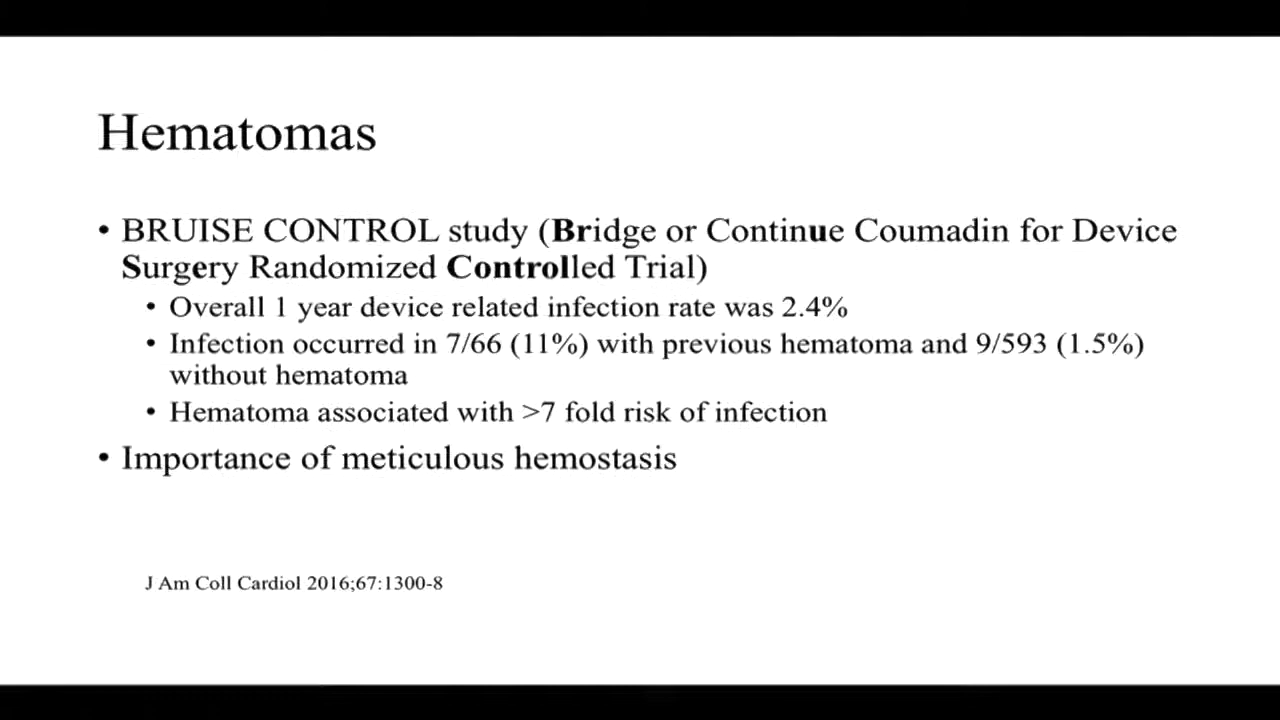 Hematomas
• BRUISE CONTROL study (Bridge or Continue Coumadin for Device
Surgery Randomized Controlled Trial)
• Overall 1 year device related infection rate was 2.4%
• Infection occurred in 7/66 (11%) with previous hematoma and 9/593 (1.5%)
without hematoma
• Hematoma associated with >7 fold risk of infection
• Importance of meticulous hemostasis
J Am Coll Cardiol 2016;67:1300-8